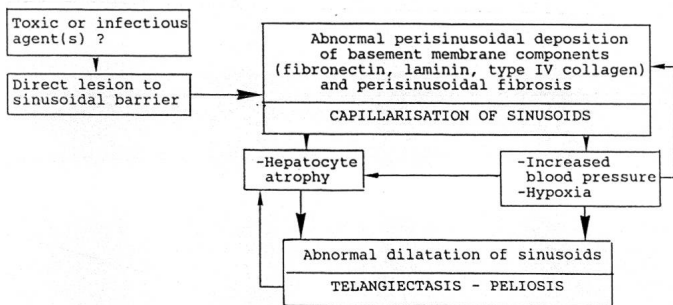 Toxic or infectious
agent(s) ?
Direct lesion to
sinusoidal barrier
Abnormal perisinusoidal deposition
of basement membrane components
(fibronectin, laminin, type IV collagen)
and perisinusoidal fibrosis
CAPILLARISATION OF SINUSOIDS
-Hepatocyte
atrophy
-Increased
blood pressure
-Hypoxia
Abnormal dilatation of sinusoids
TELANGIECTASIS - PELIOSIS